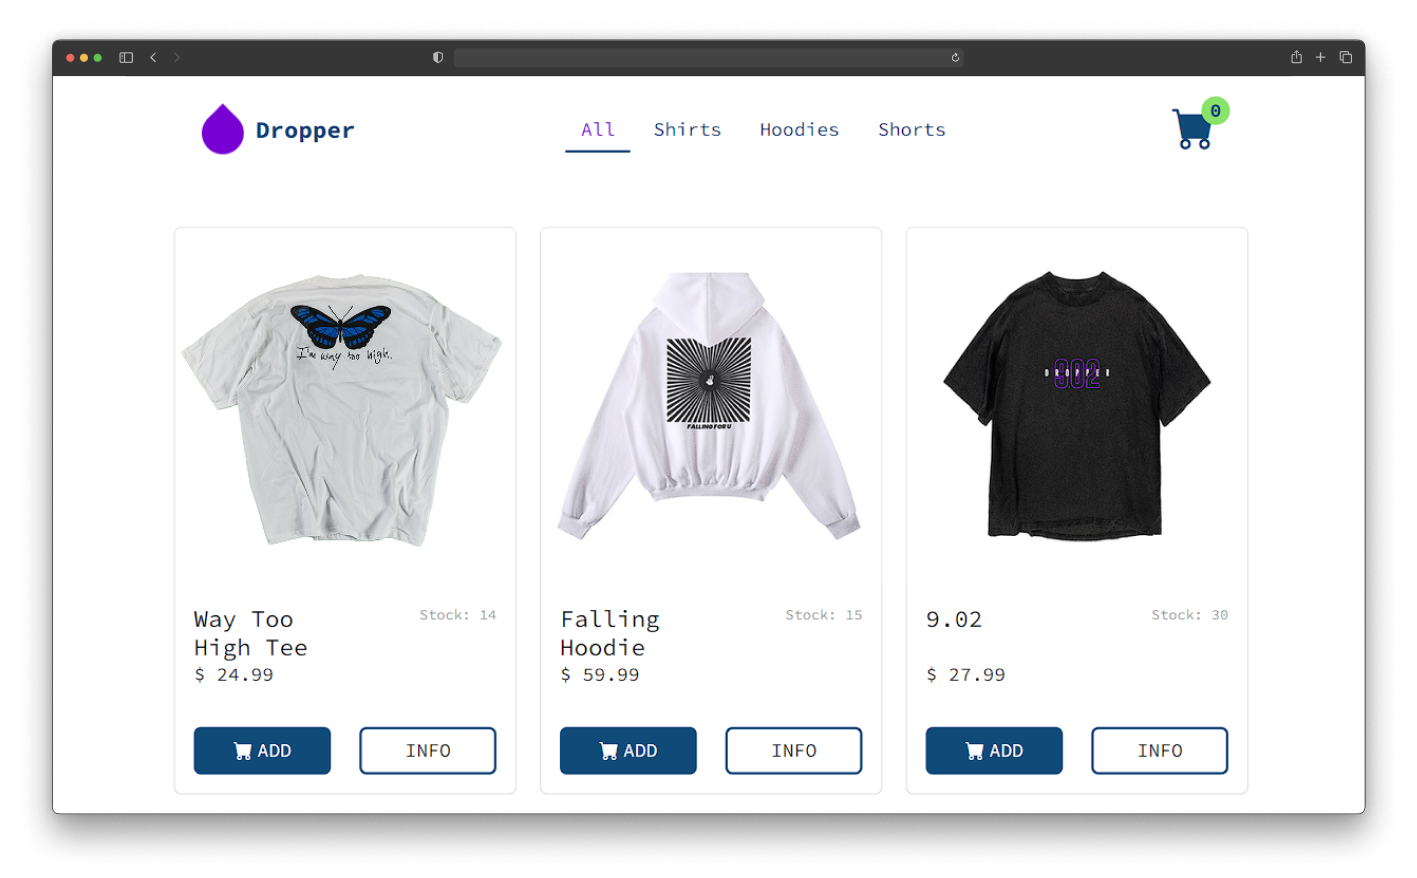 Dropper
All Shirts Hoodies Shorts
0
I'm way too high.
FALLING FOR U
DROPPER
902
Way Too
High Tee
Stock: 14
$ 24.99
ADD INFO
Falling
Hoodie
Stock: 15
$ 59.99
ADD INFO
9.02
Stock: 30
$ 27.99
ADD INFO